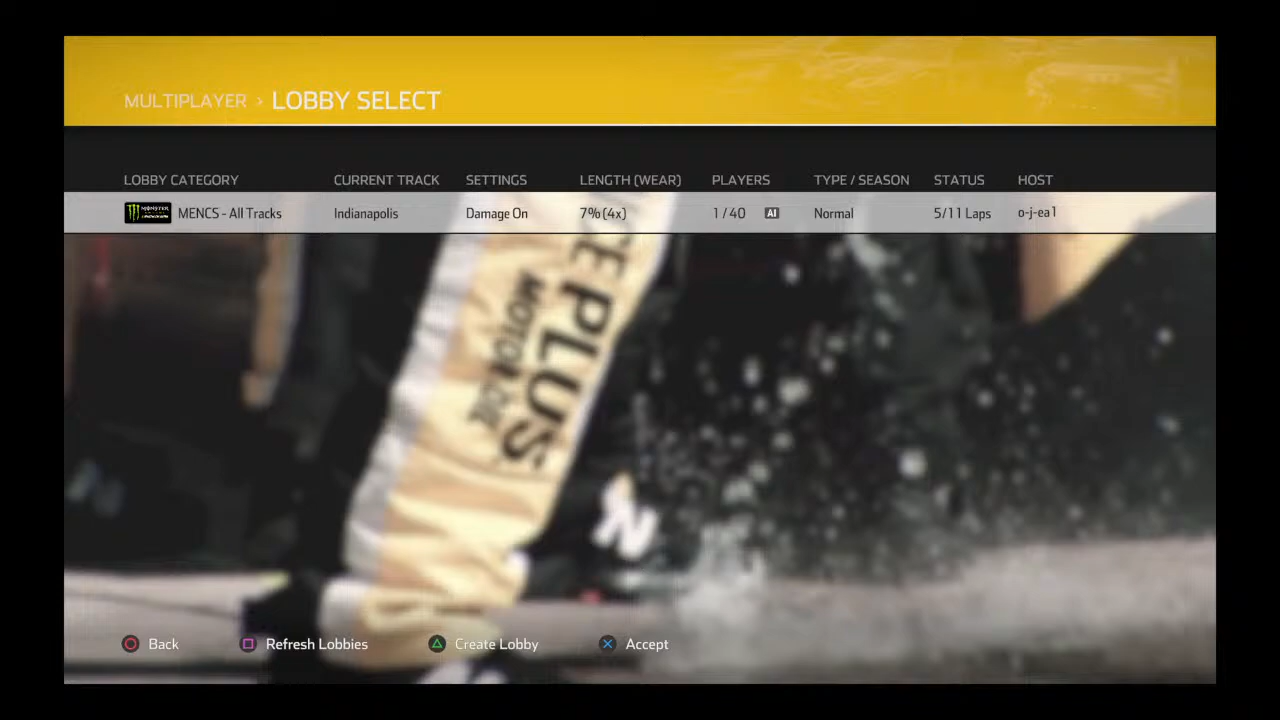 MULTIPLAYER › LOBBY SELECT
LOBBY CATEGORY CURRENT TRACK SETTINGS LENGTH (WEAR) PLAYERS TYPE / SEASON STATUS HOST
MONSTER MENCS - All Tracks Indianapolis Damage On 7% (4x) 1 / 40 AI Normal 5/11 Laps o-j-ea1
PLUS
MOTOR
N
Back Refresh Lobbies Create Lobby Accept